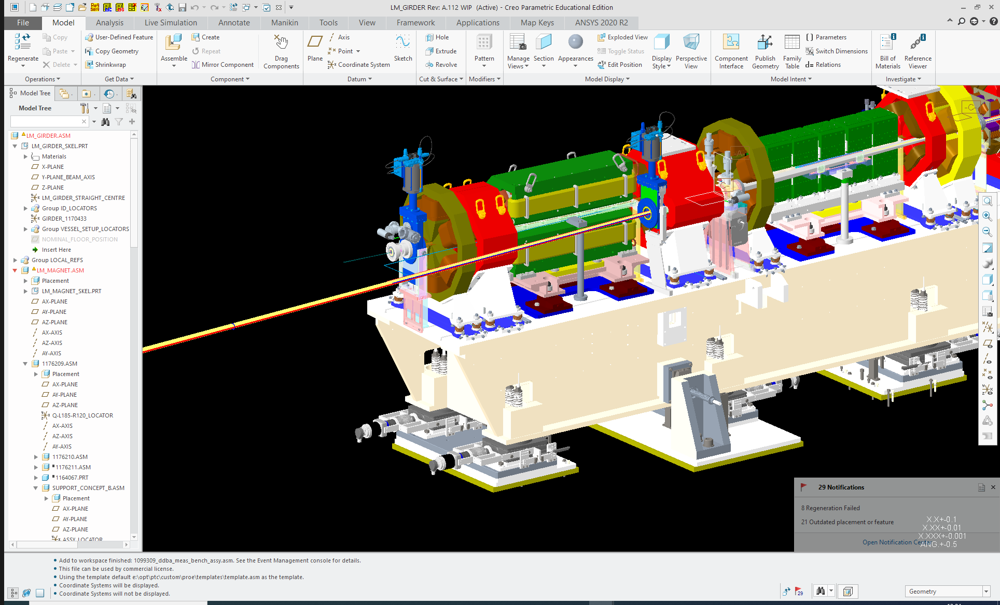 LM_GIRDER Rev: A.112 WIP (Active) - Creo Parametric Educational Edition
File Model Analysis Live Simulation Annotate Manikin Tools View Framework Applications Map Keys ANSYS 2020 R2
Regenerate
Copy
Paste
Delete
Operations
User-Defined Feature
Copy Geometry
Shrinkwrap
Get Data
Assemble
Create
Repeat
Mirror Component
Drag
Components
Component
Plane
Axis
Point
Coordinate System
Sketch
Datum
Hole
Extrude
Revolve
Cut & Surface
Pattern
Modifiers
Manage
Views
Section
Appearances
Exploded View
Toggle Status
Edit Position
Display
Style
Perspective
View
Model Display
Component
Interface
Publish
Geometry
Family
Table
Parameters
Switch Dimensions
Relations
Model Intent
Bill of
Materials
Reference
Viewer
Investigate
Model Tree
Model Tree
LM_GIRDER.ASM
LM_GIRDER_SKEL.PRT
Materials
X-PLANE
Y-PLANE_BEAM_AXIS
Z-PLANE
LM_GIRDER_STRAIGHT_CENTRE
Group ID_LOCATORS
GIRDER_1170433
Group VESSEL_SETUP_LOCATORS
NOMINAL_FLOOR_POSITION
Insert Here
Group LOCAL_REFS
LM_MAGNET.ASM
Placement
LM_MAGNET_SKEL.PRT
AX-PLANE
AY-PLANE
AZ-PLANE
AX-AXIS
AZ-AXIS
AY-AXIS
1176209.ASM
Placement
AX-PLANE
AY-PLANE
AZ-PLANE
Q-L185-R120_LOCATOR
AX-AXIS
AZ-AXIS
AY-AXIS
1176210.ASM
1176211.ASM
1164067.PRT
SUPPORT_CONCEPT_B.ASM
Placement
AX-PLANE
AY-PLANE
AZ-PLANE
ASSY_LOCATOR
29 Notifications
8 Regeneration Failed
21 Outdated placement or feature
Open Notification Center
X.X+-0.1
X.XX+-0.01
X.XXX+-0.001
ANG.+-0.5
Add to workspace finished: 1099309_ddba_meas_bench_assy.asm. See the Event Management console for details.
This file can be used by commercial license.
Using the template default e:\opt\ptc\custom\proe\templates\template.asm as the template.
Coordinate Systems will be displayed.
Coordinate Systems will not be displayed.
29
Geometry